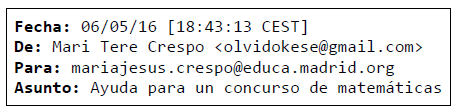 Fecha: 06/05/16 [18:43:13 CEST]
De: Mari Tere Crespo <olvidokese@gmail.com>
Para: mariajesus.crespo@educa.madrid.org
Asunto: Ayuda para un concurso de matemáticas